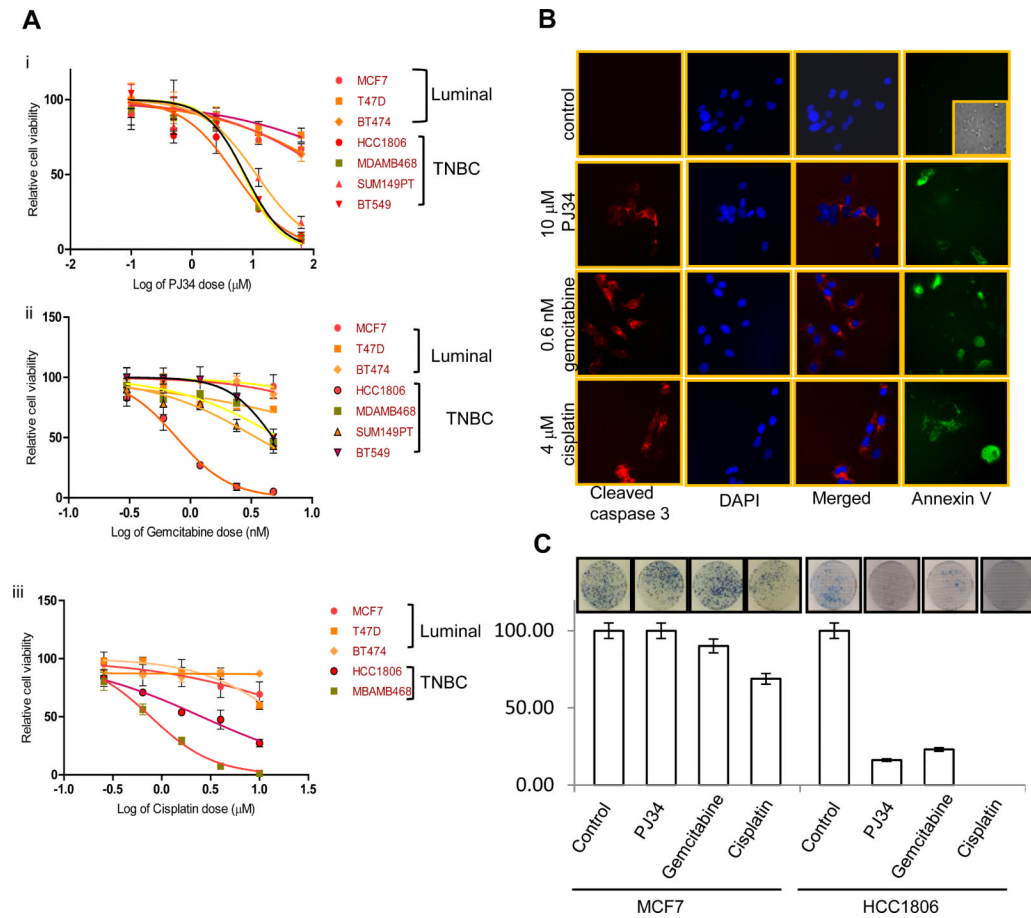 A
i
150
100
50
0
Relative cell viability
-2
-1
0
1
2
Log of PJ34 dose (µM)
MCF7
T47D
BT474
HCC1806
MDAMB468
SUM149PT
BT549
Luminal
TNBC
ii
150
100
50
0
Relative cell viability
-1.0
-0.5
0.0
0.5
1.0
Log of Gemcitabine dose (nM)
MCF7
T47D
BT474
HCC1806
MDAMB468
SUM149PT
BT549
Luminal
TNBC
iii
150
100
50
0
Relative cell viability
-1.0
-0.5
0.0
0.5
1.0
1.5
Log of Cisplatin dose (µM)
MCF7
T47D
BT474
HCC1806
MBAMB468
Luminal
TNBC
B
control
10 µM
PJ34
0.6 nM
gemcitabine
4 µM
cisplatin
Cleaved
caspase 3
DAPI
Merged
Annexin V
C
100.00
50.00
0.00
Control
PJ34
Gemcitabine
Cisplatin
Control
PJ34
Gemcitabine
Cisplatin
MCF7
HCC1806